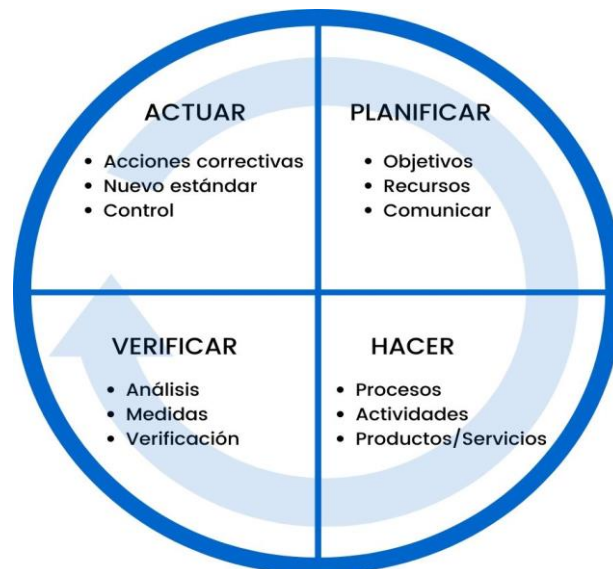 ACTUAR
• Acciones correctivas
• Nuevo estándar
• Control
PLANIFICAR
• Objetivos
• Recursos
• Comunicar
VERIFICAR
• Análisis
• Medidas
• Verificación
HACER
• Procesos
• Actividades
• Productos/Servicios